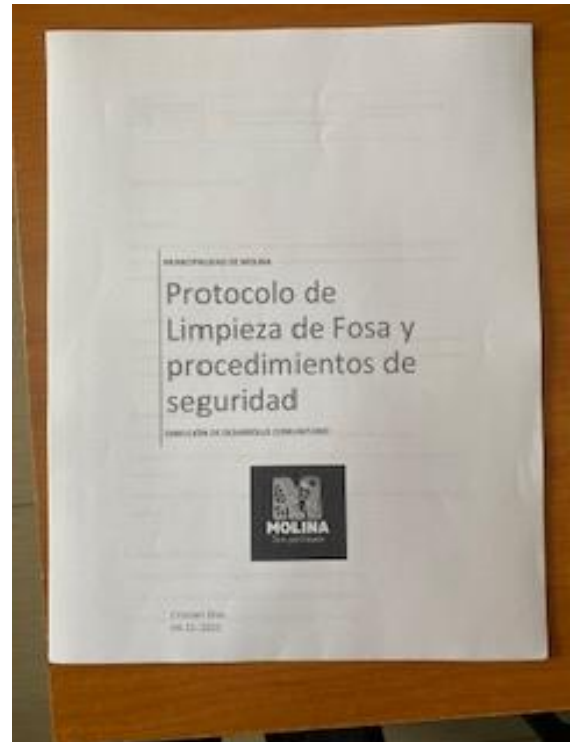 MUNICIPALIDAD DE MOLINA
Protocolo de
Limpieza de Fosa y
procedimientos de
seguridad
DIRECCIÓN DE DESARROLLO COMUNITARIO
MOLINA